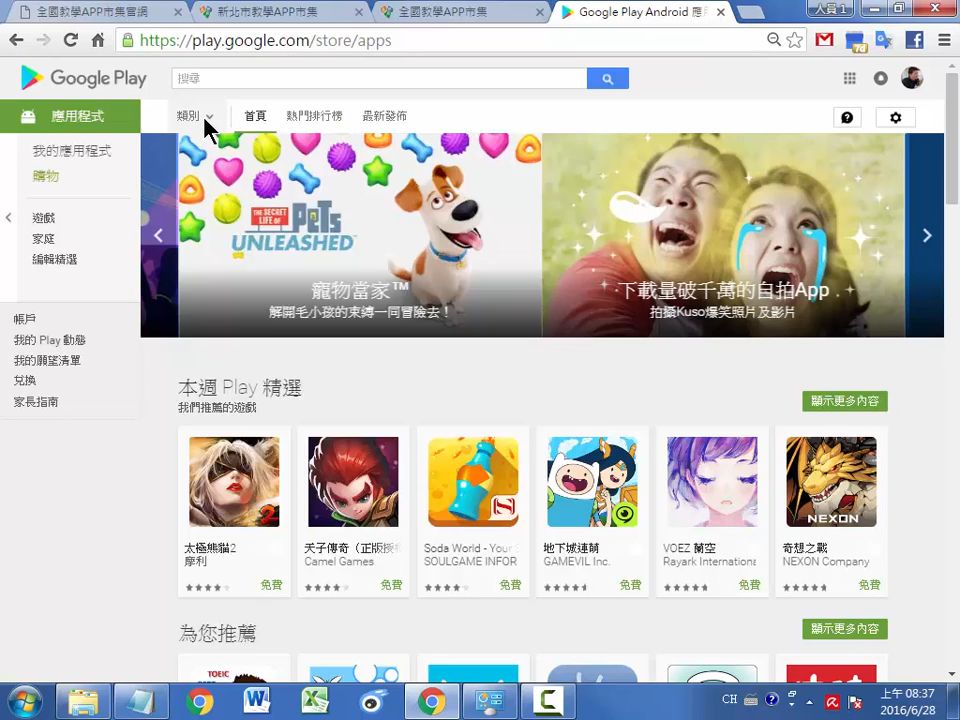 全國教學APP市集官網
新北市教學APP市集
全國教學APP市集
Google Play Android 應
人員 1
https://play.google.com/store/apps
7d
Google Play
搜尋
應用程式
類別
首頁
熱門排行榜
最新發佈
我的應用程式
購物
遊戲
家庭
編輯精選
帳戶
我的 Play 動態
我的願望清單
兌換
家長指南
THE SECRET LIFE OF PETS
UNLEASHED™
寵物當家™
解開毛小孩的束縛一同冒險去！
下載量破千萬的自拍App
拍攝Kuso爆笑照片及影片
本週 Play 精選
我們推薦的遊戲
顯示更多內容
2
NEXON
太極熊貓2
摩利
免費
天子傳奇（正版授
Camel Games
免費
Soda World - Your S
SOULGAME INFOR
免費
地下城連萌
GAMEVIL Inc.
免費
VOEZ 蘭空
Rayark Internationa
免費
奇想之戰
NEXON Company
免費
為您推薦
顯示更多內容
TOEIC
CH
上午 08:37
2016/6/28